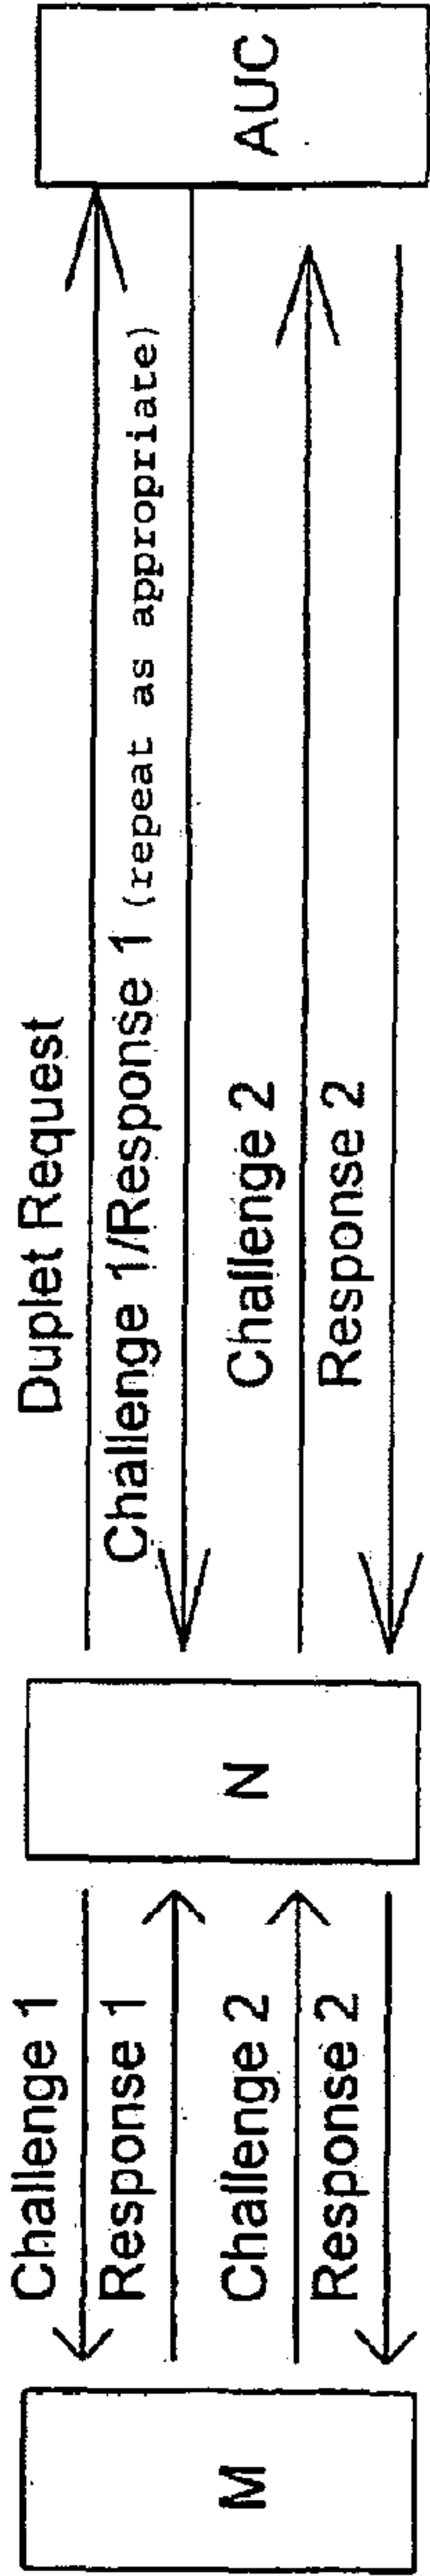 M
Challenge 1
Response 1
Challenge 2
Response 2
N
Duplet Request
Challenge 1/Response 1 (repeat as appropriate)
Challenge 2
Response 2
AUC